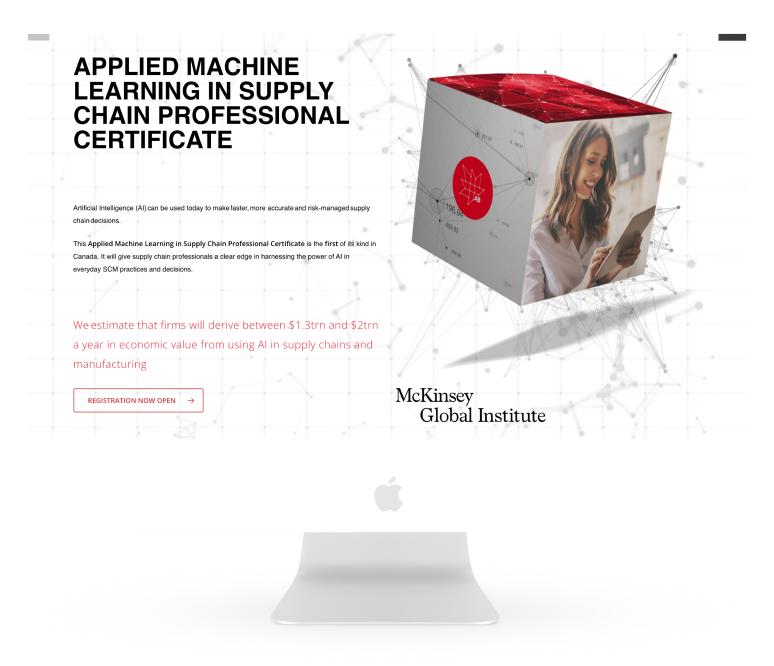 APPLIED MACHINE
LEARNING IN SUPPLY
CHAIN PROFESSIONAL
CERTIFICATE
Artificial Intelligence (AI) can be used today to make faster, more accurate and risk-managed supply
chain decisions.
This Applied Machine Learning in Supply Chain Professional Certificate is the first of its kind in
Canada. It will give supply chain professionals a clear edge in harnessing the power of AI in
everyday SCM practices and decisions.
We estimate that firms will derive between $1.3trn and $2trn
a year in economic value from using AI in supply chains and
manufacturing
REGISTRATION NOW OPEN →
McKinsey
Global Institute